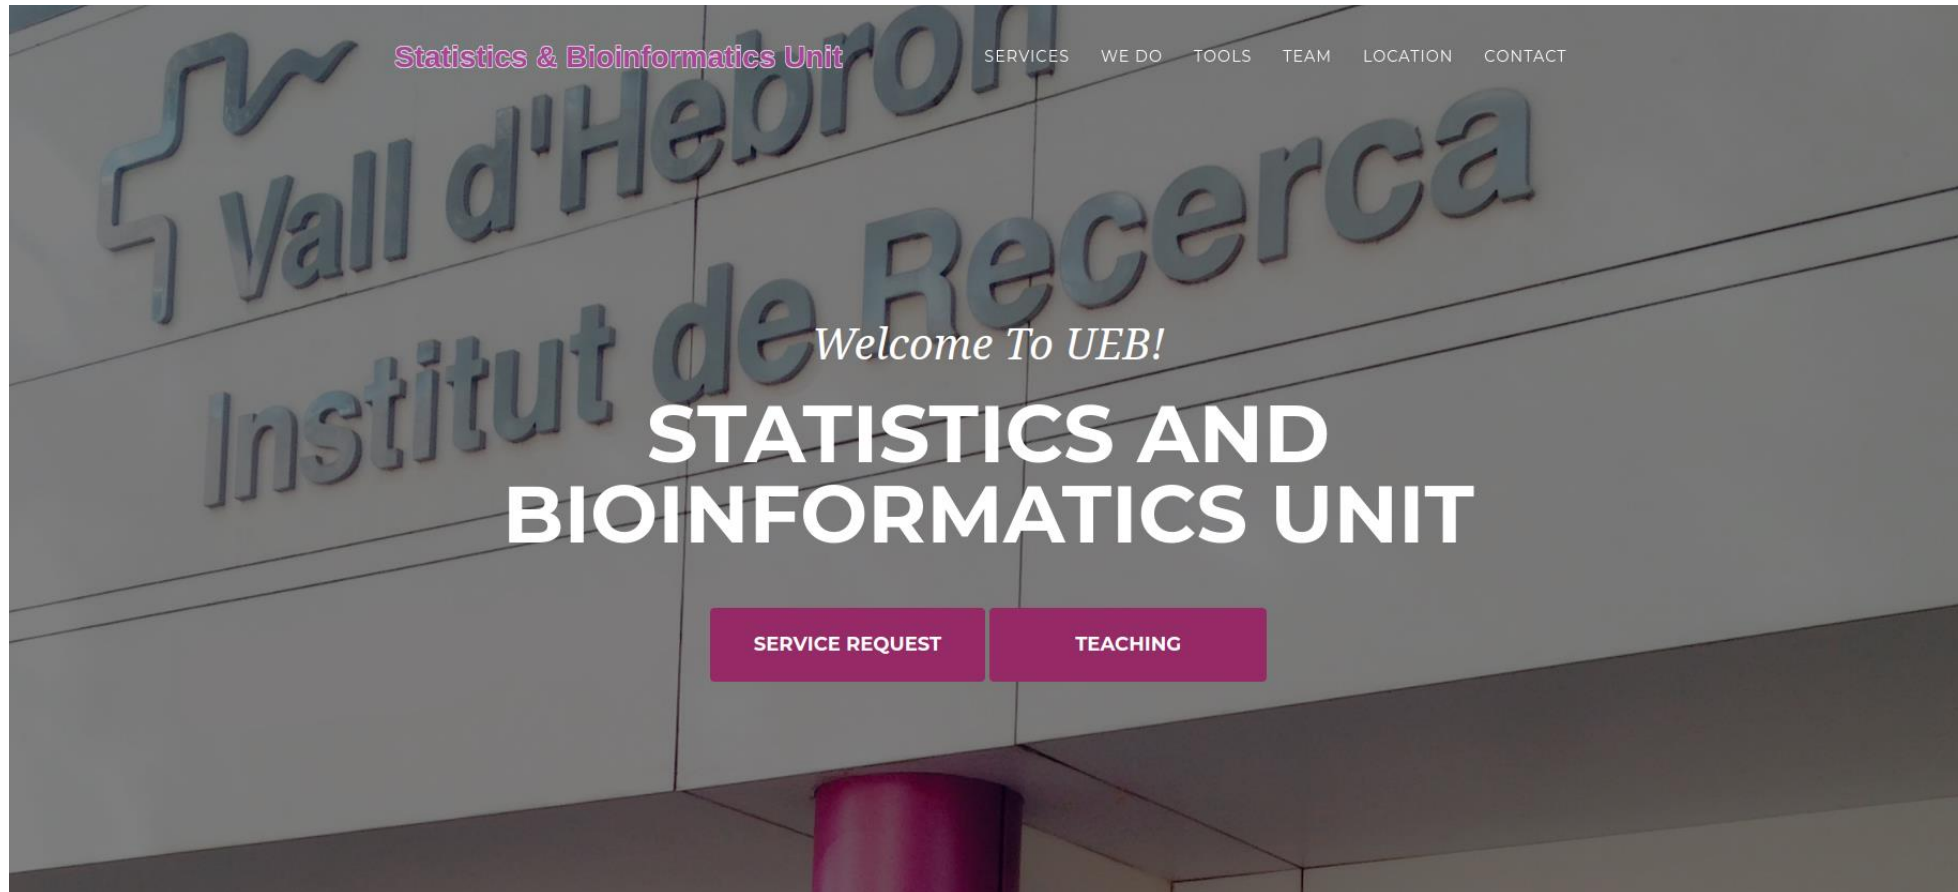 Statistics & Bioinformatics Unit
SERVICES WE DO TOOLS TEAM LOCATION CONTACT
Vall d'Hebron
Institut de Recerca
Welcome To UEB!
STATISTICS AND
BIOINFORMATICS UNIT
SERVICE REQUEST
TEACHING